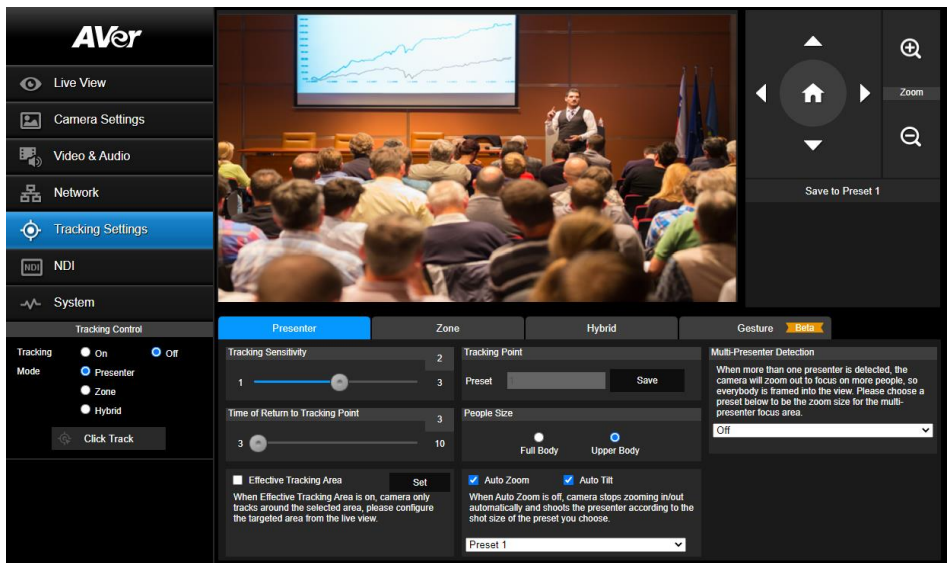 AVer
Live View
Camera Settings
Video & Audio
Network
Tracking Settings
NDI
NDI
System
Tracking Control
Tracking On Off
Mode Presenter
Zone
Hybrid
Click Track
Zoom
Save to Preset 1
Presenter Zone Hybrid Gesture Beta
Tracking Sensitivity
2
1 3
Time of Return to Tracking Point
3
3 10
Effective Tracking Area Set
When Effective Tracking Area is on, camera only
tracks around the selected area, please configure
the targeted area from the live view.
Tracking Point
Preset 1 Save
People Size
Full Body Upper Body
Auto Zoom Auto Tilt
When Auto Zoom is off, camera stops zooming in/out
automatically and shoots the presenter according to the
shot size of the preset you choose.
Preset 1
Multi-Presenter Detection
When more than one presenter is detected, the
camera will zoom out to focus on more people, so
everybody is framed into the view. Please choose a
preset below to be the zoom size for the multi-
presenter focus area.
Off